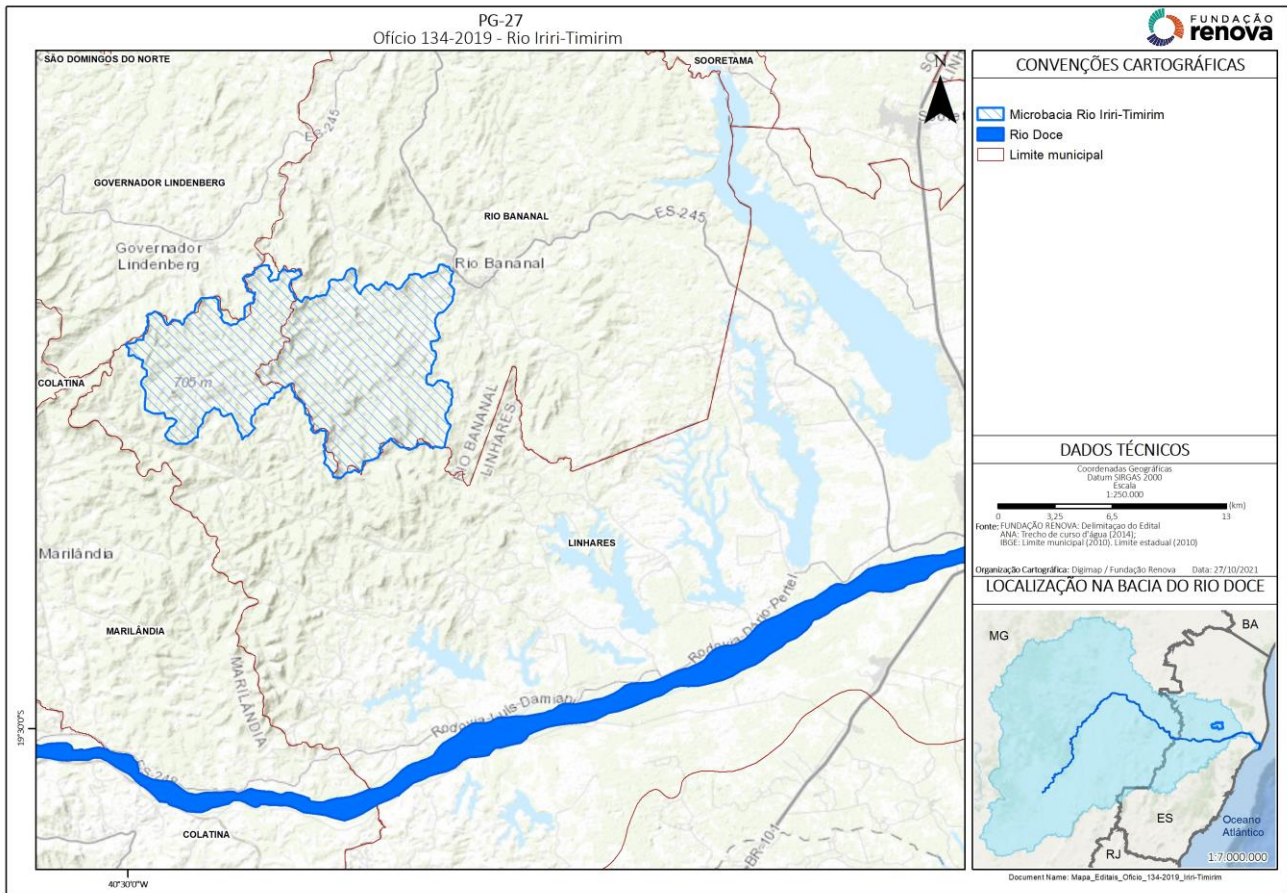 PG-27
Ofício 134-2019 - Rio Iriri-Timirim
FUNDAÇÃO
renova
SÃO DOMINGOS DO NORTE
SOORETAMA
N
ES-245
GOVERNADOR LINDENBERG
RIO BANANAL
ES-245
Governador
Lindenberg
Rio Bananal
COLATINA
705 m
RIO BANANAL
LINHARES
Marilândia
LINHARES
MARILÂNDIA
MARILÂNDIA
Rodovia Dario Pertel
Rodovia Luis Damiani
ES-248
COLATINA
BR-101
19°30'0"S
40°30'0"W
CONVENÇÕES CARTOGRÁFICAS
Microbacia Rio Iriri-Timirim
Rio Doce
Limite municipal
DADOS TÉCNICOS
Coordenadas Geográficas
Datum SIRGAS 2000
Escala
1:250.000
(km)
0 3,25 6,5 13
Fonte: FUNDAÇÃO RENOVA: Delimitaçao do Edital
ANA: Trecho de curso d'água (2014);
IBGE: Limite municipal (2010). Limite estadual (2010)
Organização Cartográfica: Digimap / Fundação Renova Data: 27/10/2021
LOCALIZAÇÃO NA BACIA DO RIO DOCE
MG
BA
ES
RJ
Oceano
Atlântico
1:7.000.000
Document Name: Mapa_Editais_Oficio_134-2019_Iriri-Timirim